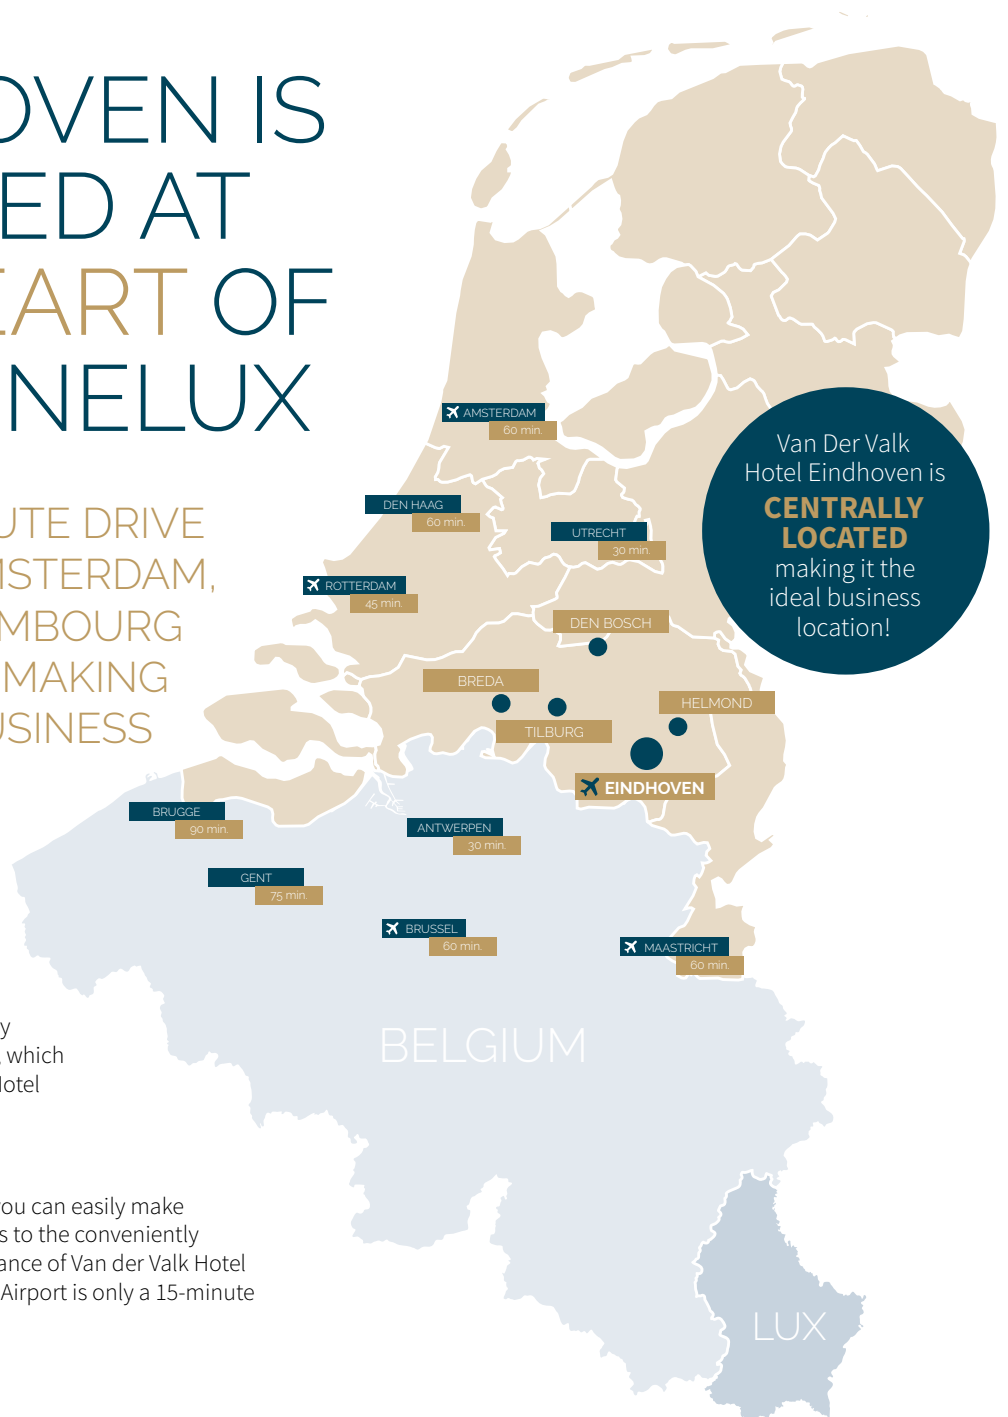 OVEN IS
ED AT
EART OF
NELUX
UTE DRIVE
MSTERDAM,
MBOURG
MAKING
USINESS
y
, which
Hotel
you can easily make
s to the conveniently
ance of Van der Valk Hotel
Airport is only a 15-minute
AMSTERDAM
60 min.
DEN HAAG
60 min.
UTRECHT
30 min.
ROTTERDAM
45 min.
DEN BOSCH
BREDA
TILBURG
HELMOND
EINDHOVEN
BRUGGE
90 min.
ANTWERPEN
30 min.
GENT
75 min.
BRUSSEL
60 min.
MAASTRICHT
60 min.
BELGIUM
LUX
Van Der Valk
Hotel Eindhoven is
CENTRALLY
LOCATED
making it the
ideal business
location!